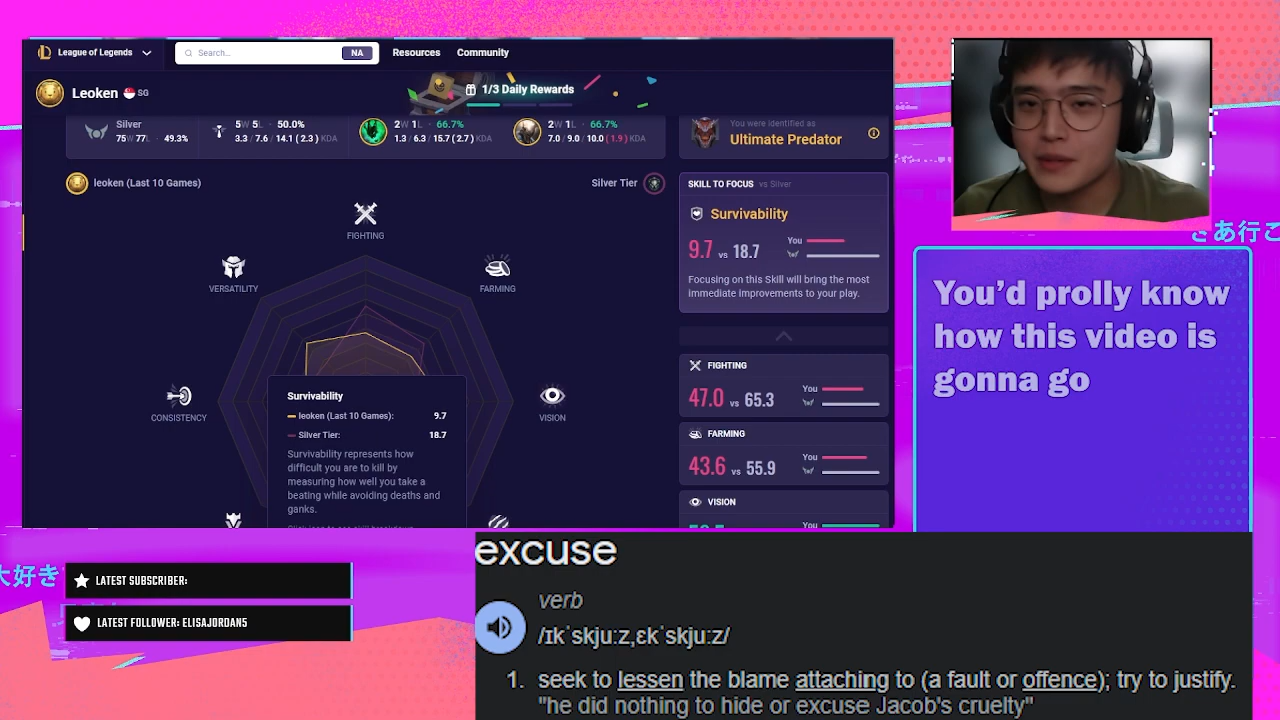 League of Legends
Search...
NA
Resources
Community
Leoken
SG
1/3 Daily Rewards
Silver
75W 77L 49.3%
5W 5L · 50.0%
3.3 / 7.6 / 14.1 ( 2.3 ) KDA
2W 1L · 66.7%
1.3 / 6.3 / 15.7 ( 2.7 ) KDA
2W 1L · 66.7%
7.0 / 9.0 / 10.0 ( 1.9 ) KDA
You were identified as
Ultimate Predator
leoken (Last 10 Games)
Silver Tier
FIGHTING
VERSATILITY
FARMING
CONSISTENCY
VISION
Survivability
leoken (Last 10 Games): 9.7
Silver Tier: 18.7
Survivability represents how
difficult you are to kill by
measuring how well you take a
beating while avoiding deaths and
ganks.
SKILL TO FOCUS vs Silver
Survivability
9.7 vs 18.7
You
Focusing on this Skill will bring the most
immediate improvements to your play.
FIGHTING
47.0 vs 65.3
You
FARMING
43.6 vs 55.9
You
VISION
You
さあ行こ
You'd prolly know
how this video is
gonna go
大好き
LATEST SUBSCRIBER:
LATEST FOLLOWER: ELISAJORDAN5
excuse
verb
/ɪkˈskjuːz,ɛkˈskjuːz/
1. seek to lessen the blame attaching to (a fault or offence); try to justify.
"he did nothing to hide or excuse Jacob's cruelty"